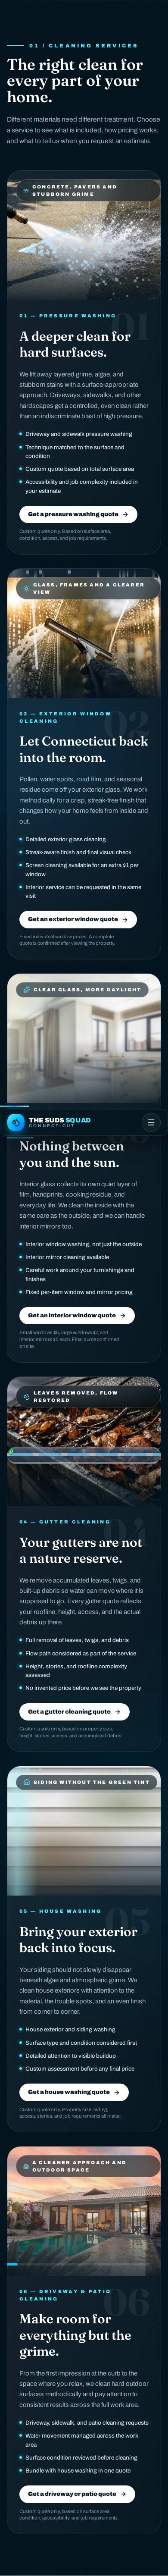 01 / CLEANING SERVICES
The right clean for
every part of your
home.
Different materials need different treatment. Choose
a service to see what is included, how pricing works,
and what to tell us when you request an estimate.
CONCRETE, PAVERS AND
STUBBORN GRIME
01
01 — PRESSURE WASHING
A deeper clean for
hard surfaces.
We lift away layered grime, algae, and
stubborn stains with a surface-appropriate
approach. Driveways, sidewalks, and other
hardscapes get a controlled, even clean rather
than an indiscriminate blast of high pressure.
Driveway and sidewalk pressure washing
Technique matched to the surface and
condition
Custom quote based on total surface area
Accessibility and job complexity included in
your estimate
Get a pressure washing quote →
Custom quote only. Based on surface area,
condition, access, and job requirements.
GLASS, FRAMES AND A CLEARER
VIEW
02
02 — EXTERIOR WINDOW
CLEANING
Let Connecticut back
into the room.
Pollen, water spots, road film, and seasonal
residue come off your exterior glass. We work
methodically for a crisp, streak-free finish that
changes how your home feels from inside and
out.
Detailed exterior glass cleaning
Streak-aware finish and final visual check
Screen cleaning available for an extra $1 per
window
Interior service can be requested in the same
visit
Get an exterior window quote →
Fixed individual window prices. A complete
quote is confirmed after viewing the property.
CLEAR GLASS, MORE DAYLIGHT
THE SUDS SQUAD
CONNECTICUT
Nothing between
you and the sun.
Interior glass collects its own quiet layer of
film, handprints, cooking residue, and
everyday life. We clean the inside with the
same care as the outside, and we can handle
interior mirrors too.
Interior window washing, not just the outside
Interior mirror cleaning available
Careful work around your furnishings and
finishes
Fixed per-item window and mirror pricing
Get an interior window quote →
Small windows $5, large windows $7, and
interior mirrors $5 each. Final quote confirmed
on site.
LEAVES REMOVED, FLOW
RESTORED
04
04 — GUTTER CLEANING
Your gutters are not
a nature reserve.
We remove accumulated leaves, twigs, and
built-up debris so water can move where it is
supposed to go. Every gutter quote reflects
your roofline, height, access, and the actual
debris up there.
Full removal of leaves, twigs, and debris
Flow path considered as part of the service
Height, stories, and roofline complexity
assessed
No invented price before we see the property
Get a gutter cleaning quote →
Custom quote only, based on property size,
height, stories, access, and accumulated debris.
SIDING WITHOUT THE GREEN TINT
05
05 — HOUSE WASHING
Bring your exterior
back into focus.
Your siding should not slowly disappear
beneath algae and atmospheric grime. We
clean house exteriors with attention to the
material, the trouble spots, and an even finish
from corner to corner.
House exterior and siding washing
Surface type and condition considered first
Detailed attention to visible buildup
Custom assessment before any final price
Get a house washing quote →
Custom quote only. Property size, siding,
access, stories, and job requirements all matter.
A CLEANER APPROACH AND
OUTDOOR SPACE
06
06 — DRIVEWAY & PATIO
CLEANING
Make room for
everything but the
grime.
From the first impression at the curb to the
space where you relax, we clean hard outdoor
surfaces methodically and pay attention to
consistent results across the full work area.
Driveway, sidewalk, and patio cleaning requests
Water movement managed across the work
area
Surface condition reviewed before cleaning
Bundle with house washing in one quote
Get a driveway or patio quote →
Custom quote only, based on surface area,
condition, accessibility, and job requirements.